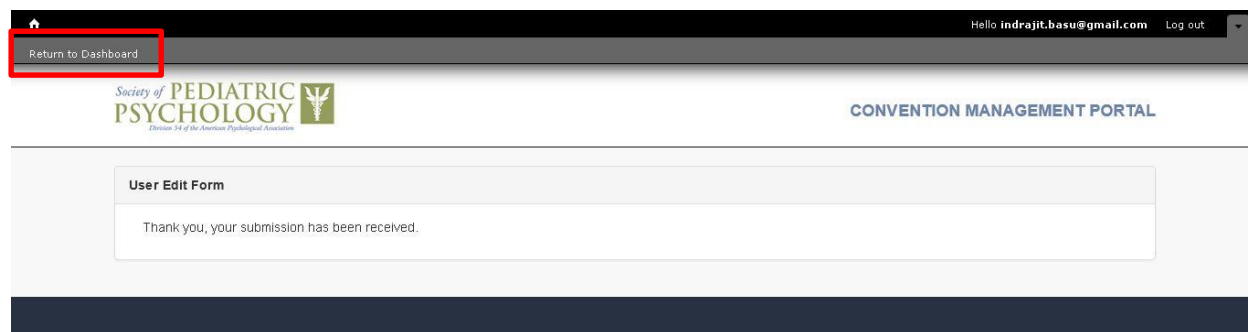 Hello indrajit.basu@gmail.com Log out
Return to Dashboard
Society of PEDIATRIC
PSYCHOLOGY
Division 54 of the American Psychological Association
CONVENTION MANAGEMENT PORTAL
User Edit Form
Thank you, your submission has been received.